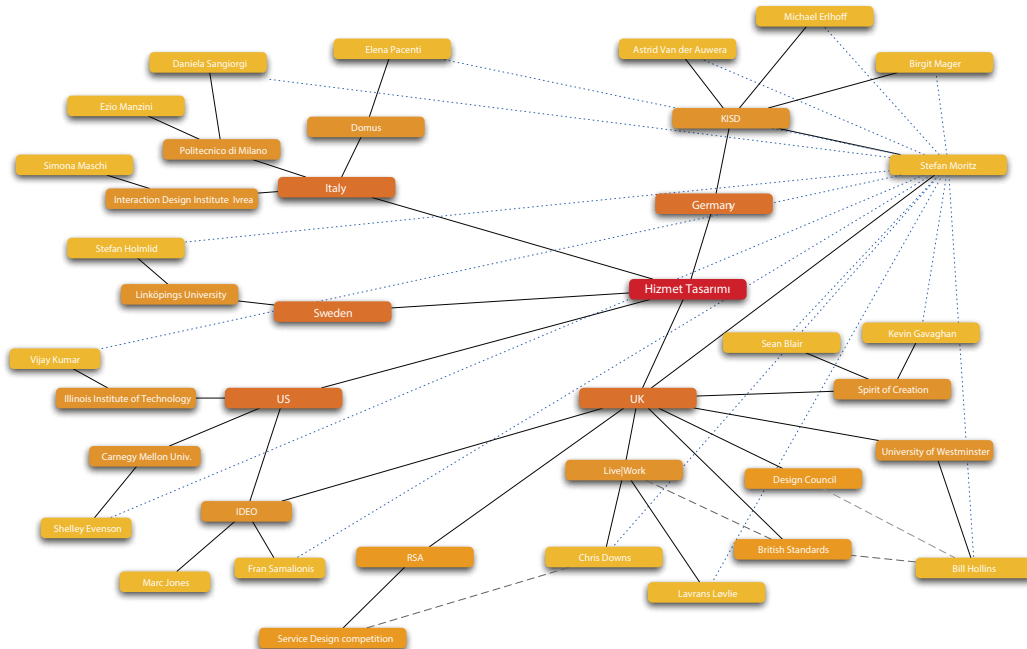 Michael Erlhoff
Elena Pacenti
Astrid Van der Auwera
Daniela Sangiorgi
Birgit Mager
Ezio Manzini
KISD
Domus
Politecnico di Milano
Simona Maschi
Stefan Moritz
Italy
Interaction Design Institute Ivrea
Germany
Stefan Holmlid
Hizmet Tasarımı
Linköpings University
Sweden
Kevin Gavaghan
Sean Blair
Vijay Kumar
Spirit of Creation
Illinois Institute of Technology
US
UK
University of Westminster
Carnegie Mellon Univ.
Live|Work
Design Council
IDEO
Shelley Evenson
British Standards
RSA
Chris Downs
Fran Samalionis
Bill Hollins
Marc Jones
Lavrans Løvlie
Service Design competition